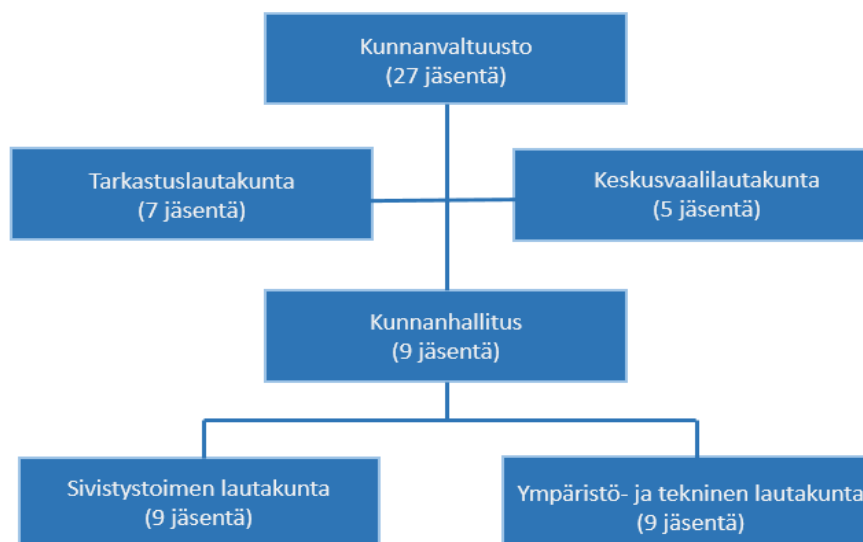 Kunnanvaltuusto
(27 jäsentä)
Tarkastuslautakunta
(7 jäsentä)
Keskusvaalilautakunta
(5 jäsentä)
Kunnanhallitus
(9 jäsentä)
Sivistystoimen lautakunta
(9 jäsentä)
Ympäristö- ja tekninen lautakunta
(9 jäsentä)